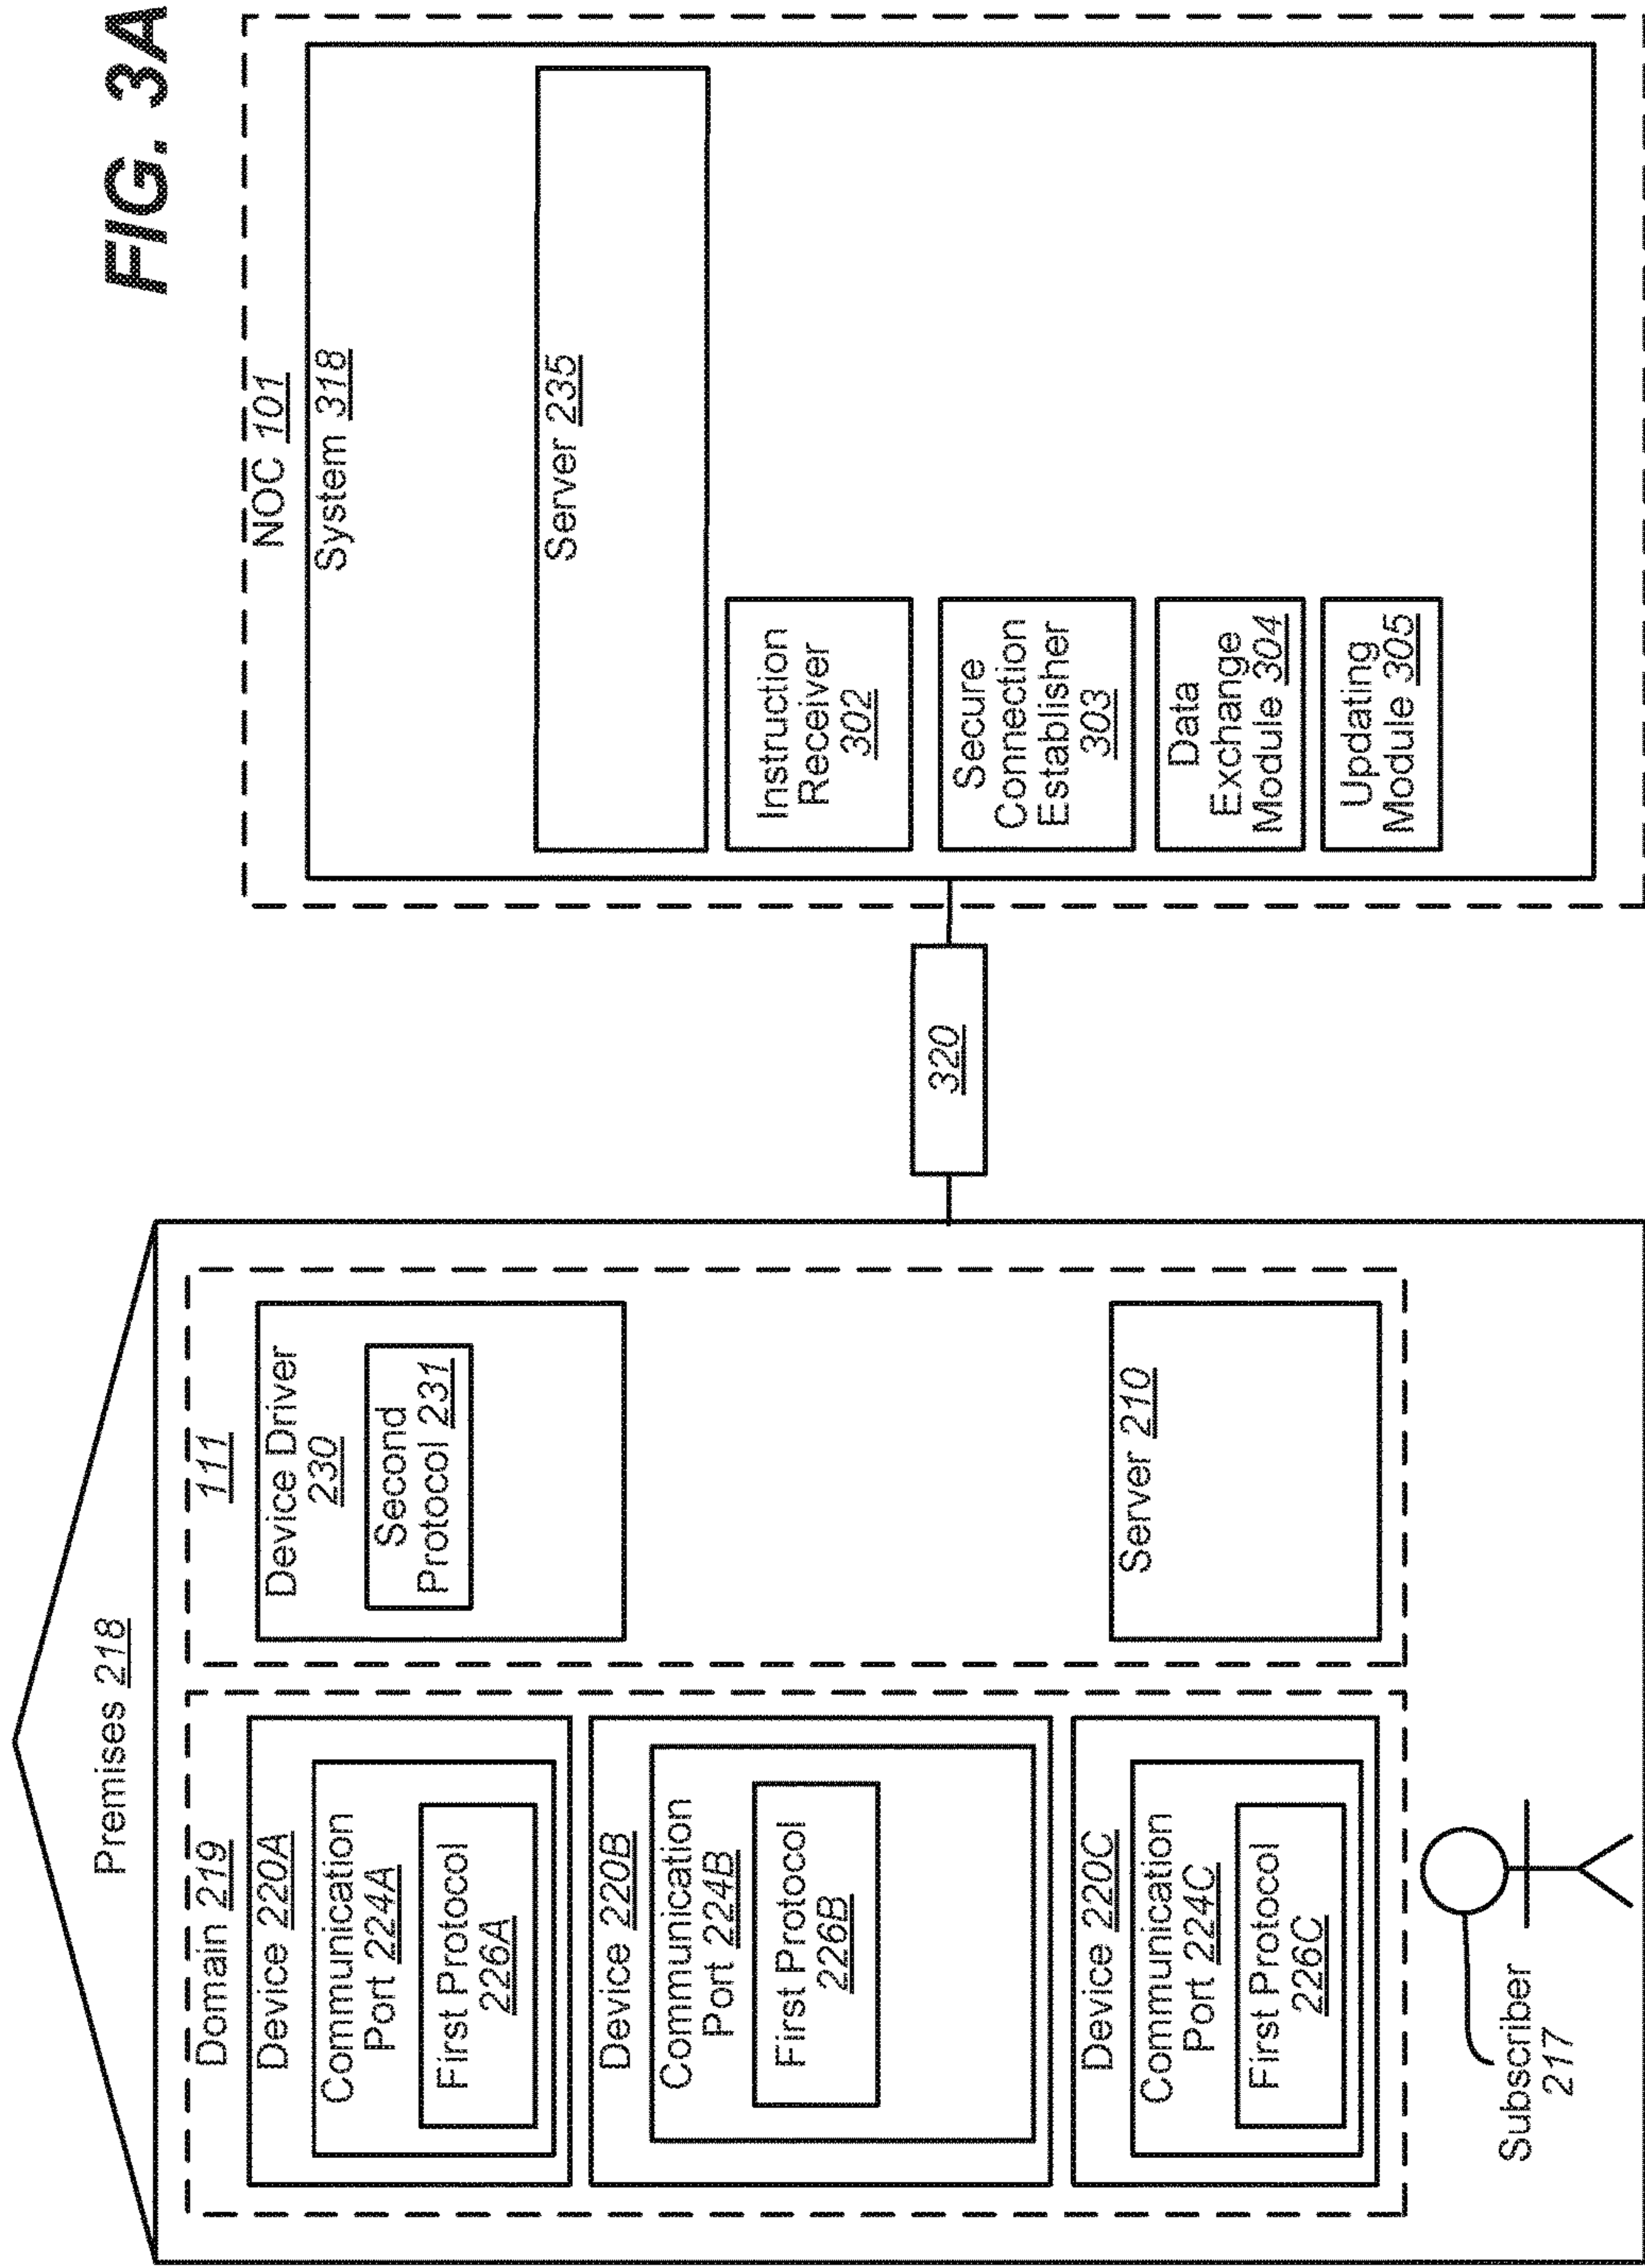 FIG. 3A
Premises 218
Domain 219
Device 220A
Communication
Port 224A
First Protocol
226A
Device 220B
Communication
Port 224B
First Protocol
226B
Device 220C
Communication
Port 224C
First Protocol
226C
Subscriber
217
111
Device Driver
230
Second
Protocol 231
Server 210
320
NOC 101
System 318
Server 235
Instruction
Receiver
302
Secure
Connection
Establisher
303
Data
Exchange
Module 304
Updating
Module 305